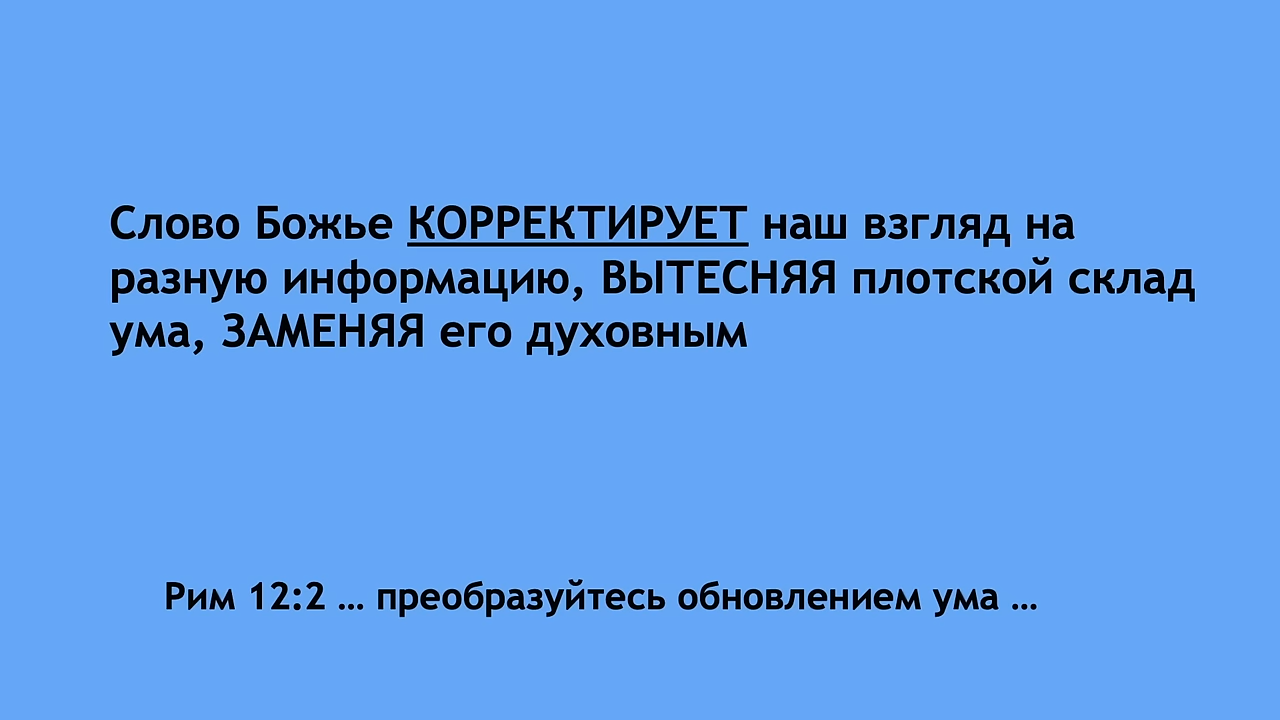 Слово Божье КОРРЕКТИРУЕТ наш взгляд на
разную информацию, ВЫТЕСНЯЯ плотской склад
ума, ЗАМЕНЯЯ его духовным
Рим 12:2 … преобразуйтесь обновлением ума …